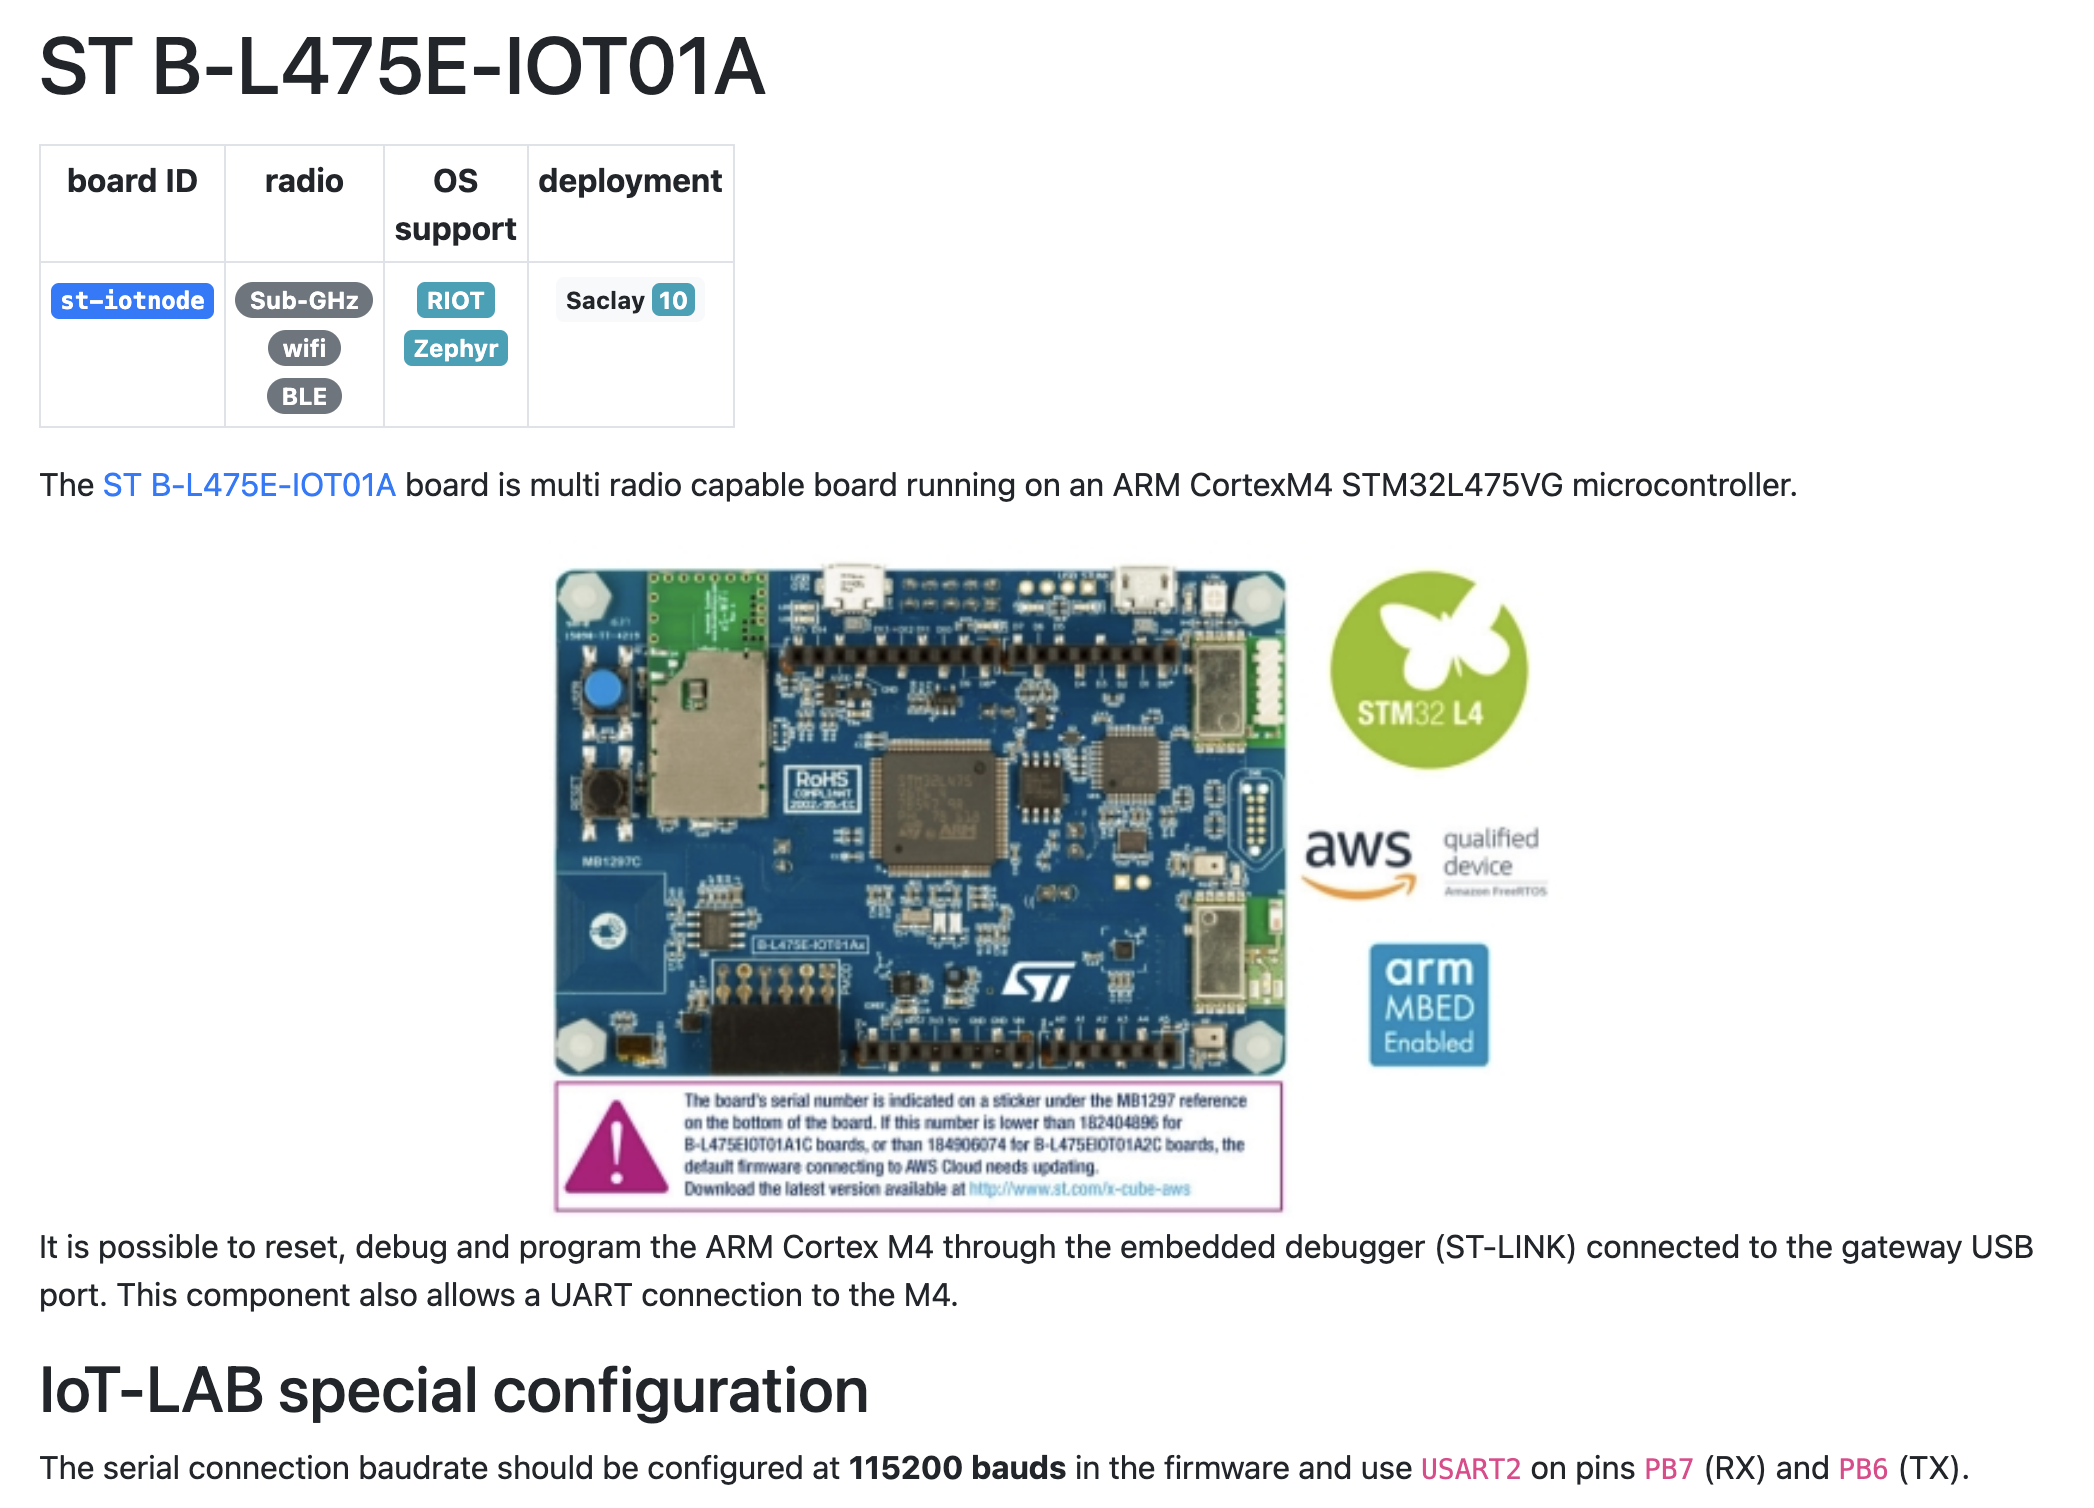 ST B-L475E-IOT01A
board ID radio OS support deployment
st-iotnode Sub-GHz RIOT Saclay 10
wifi Zephyr
BLE
The ST B-L475E-IOT01A board is multi radio capable board running on an ARM CortexM4 STM32L475VG microcontroller.
STM32 L4
RoHS
COMPLIANT
2002/95/EC
RESET
MB1297C
aws qualified
device
Amazon FreeRTOS
B-L475E-IOT01Ax
PMOD
ST
arm
MBED
Enabled
The board's serial number is indicated on a sticker under the MB1297 reference
on the bottom of the board. If this number is lower than 182404896 for
B-L475EIOT01A1C boards, or than 184906074 for B-L475EIOT01A2C boards, the
default firmware connecting to AWS Cloud needs updating.
Download the latest version available at http://www.st.com/x-cube-aws
It is possible to reset, debug and program the ARM Cortex M4 through the embedded debugger (ST-LINK) connected to the gateway USB
port. This component also allows a UART connection to the M4.
IoT-LAB special configuration
The serial connection baudrate should be configured at 115200 bauds in the firmware and use USART2 on pins PB7 (RX) and PB6 (TX).